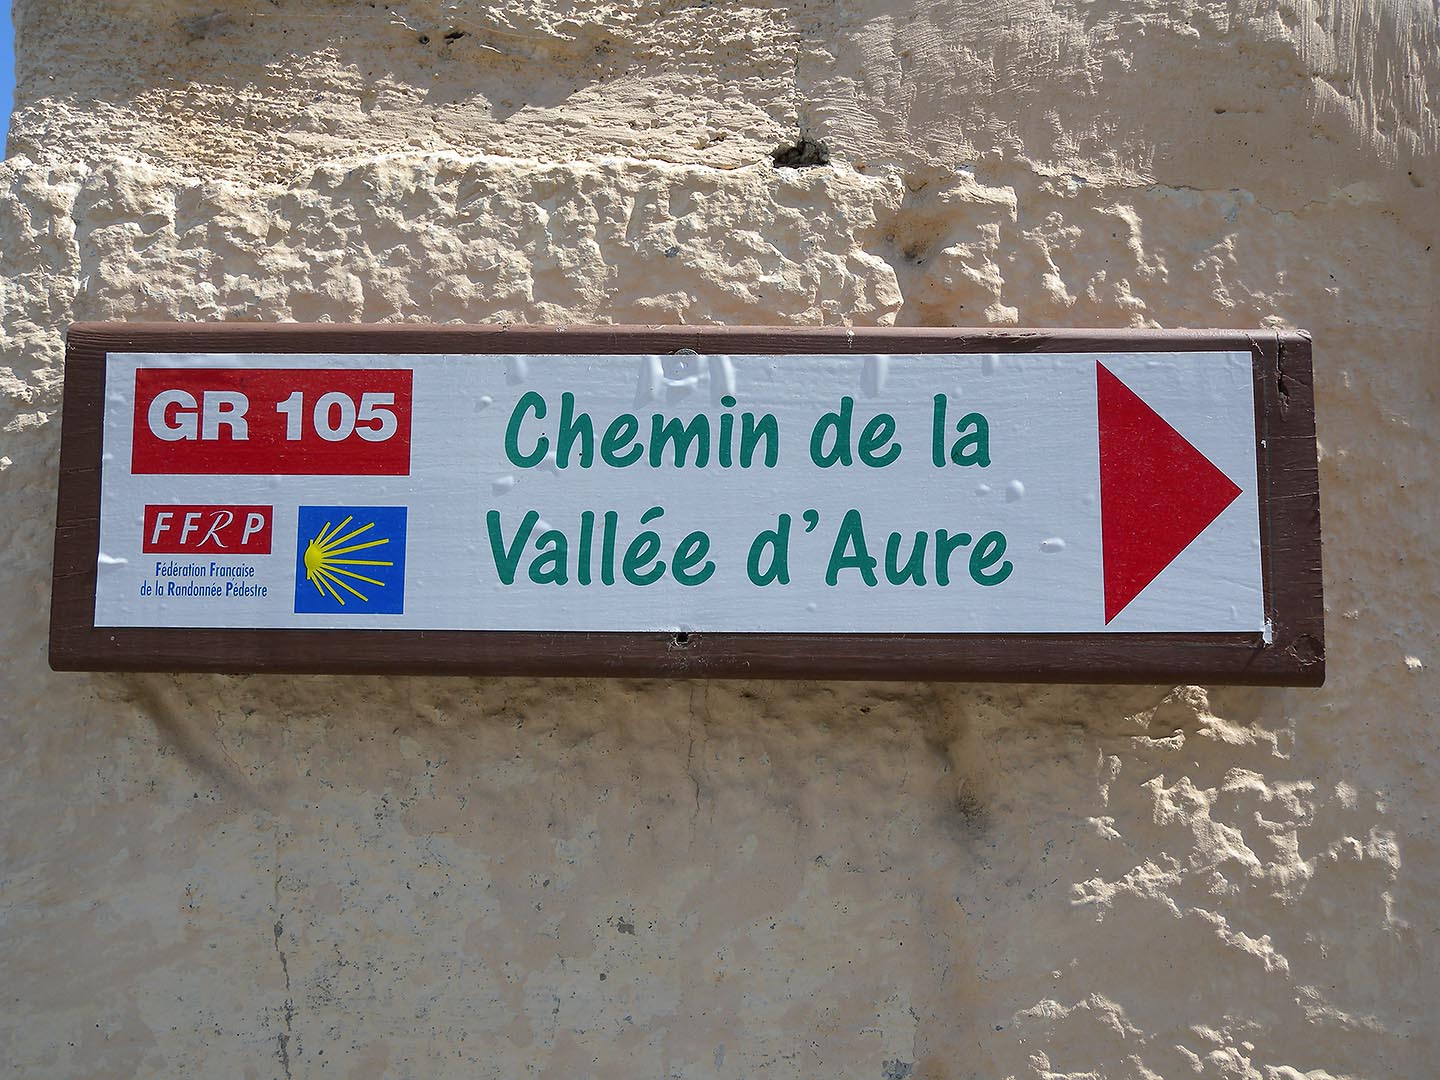 GR 105
FFRP
Fédération Française
de la Randonnée Pédestre
Chemin de la
Vallée d'Aure